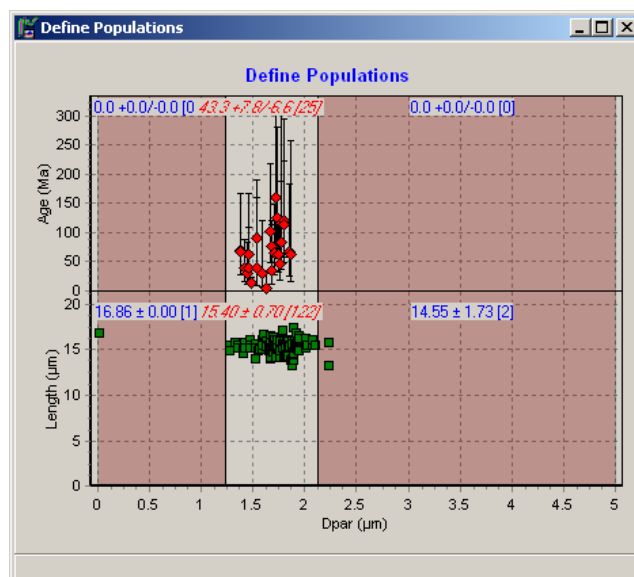 Define Populations
Define Populations
0.0 +0.0/-0.0 [0 43.3 +7.8/-6.6 [25] 0.0 +0.0/-0.0 [0]
300
250
200
150
100
50
0
Age (Ma)
20
16.86 ± 0.00 [1] 15.40 ± 0.70 [122] 14.55 ± 1.73 [2]
15
10
5
0
Length (µm)
0 0.5 1 1.5 2 2.5 3 3.5 4 4.5 5
Dpar (µm)